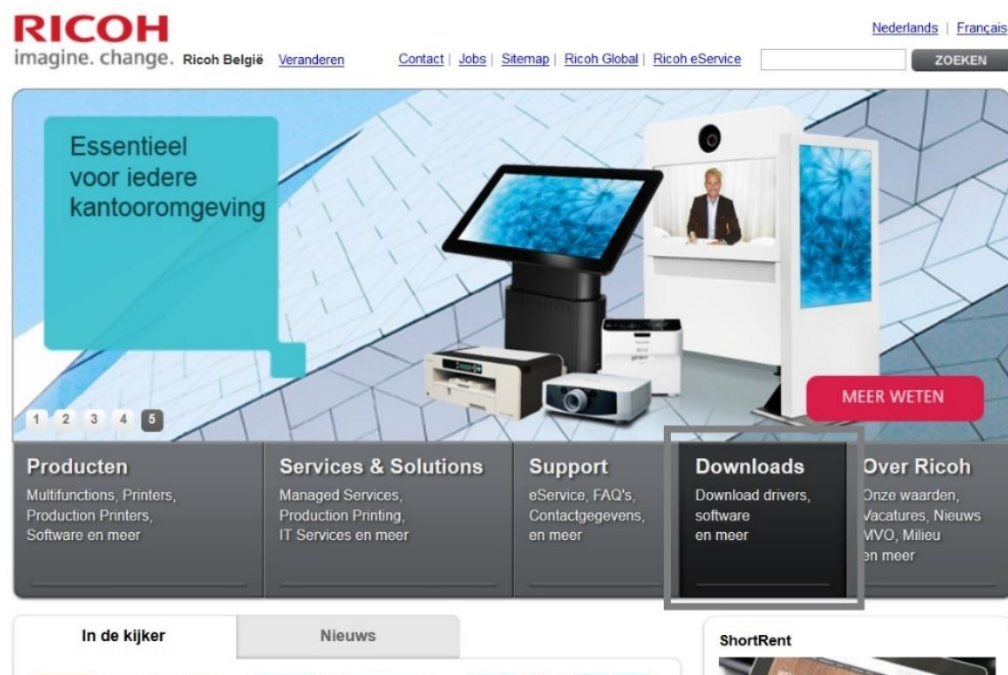 RICOH
imagine. change.
Ricoh België Veranderen
Contact | Jobs | Sitemap | Ricoh Global | Ricoh eService
Nederlands | Français
ZOEKEN
Essentieel
voor iedere
kantooromgeving
MEER WETEN
1 2 3 4 5
Producten
Multifunctions, Printers,
Production Printers,
Software en meer
Services & Solutions
Managed Services,
Production Printing,
IT Services en meer
Support
eService, FAQ's,
Contactgegevens,
en meer
Downloads
Download drivers,
software
en meer
Over Ricoh
Onze waarden,
Vacatures, Nieuws
MVO, Milieu
en meer
In de kijker
Nieuws
ShortRent